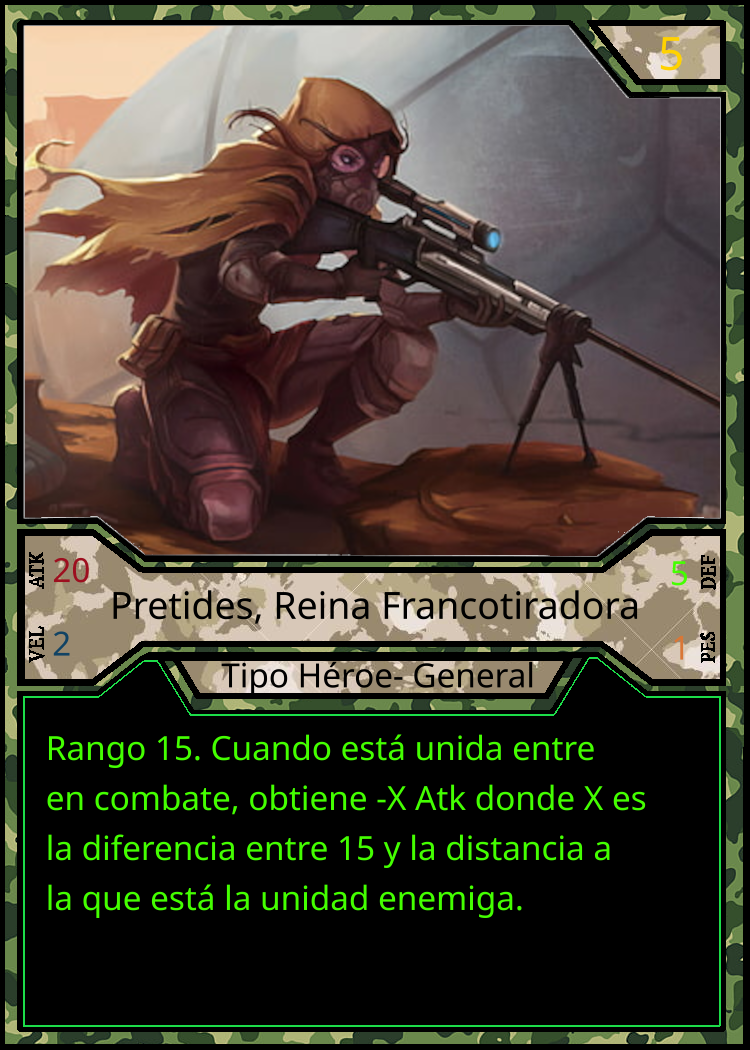 5
ATK 20
5 DEF
Pretides, Reina Francotiradora
VEL 2
1 PES
Tipo Héroe- General
Rango 15. Cuando está unida entre
en combate, obtiene -X Atk donde X es
la diferencia entre 15 y la distancia a
la que está la unidad enemiga.